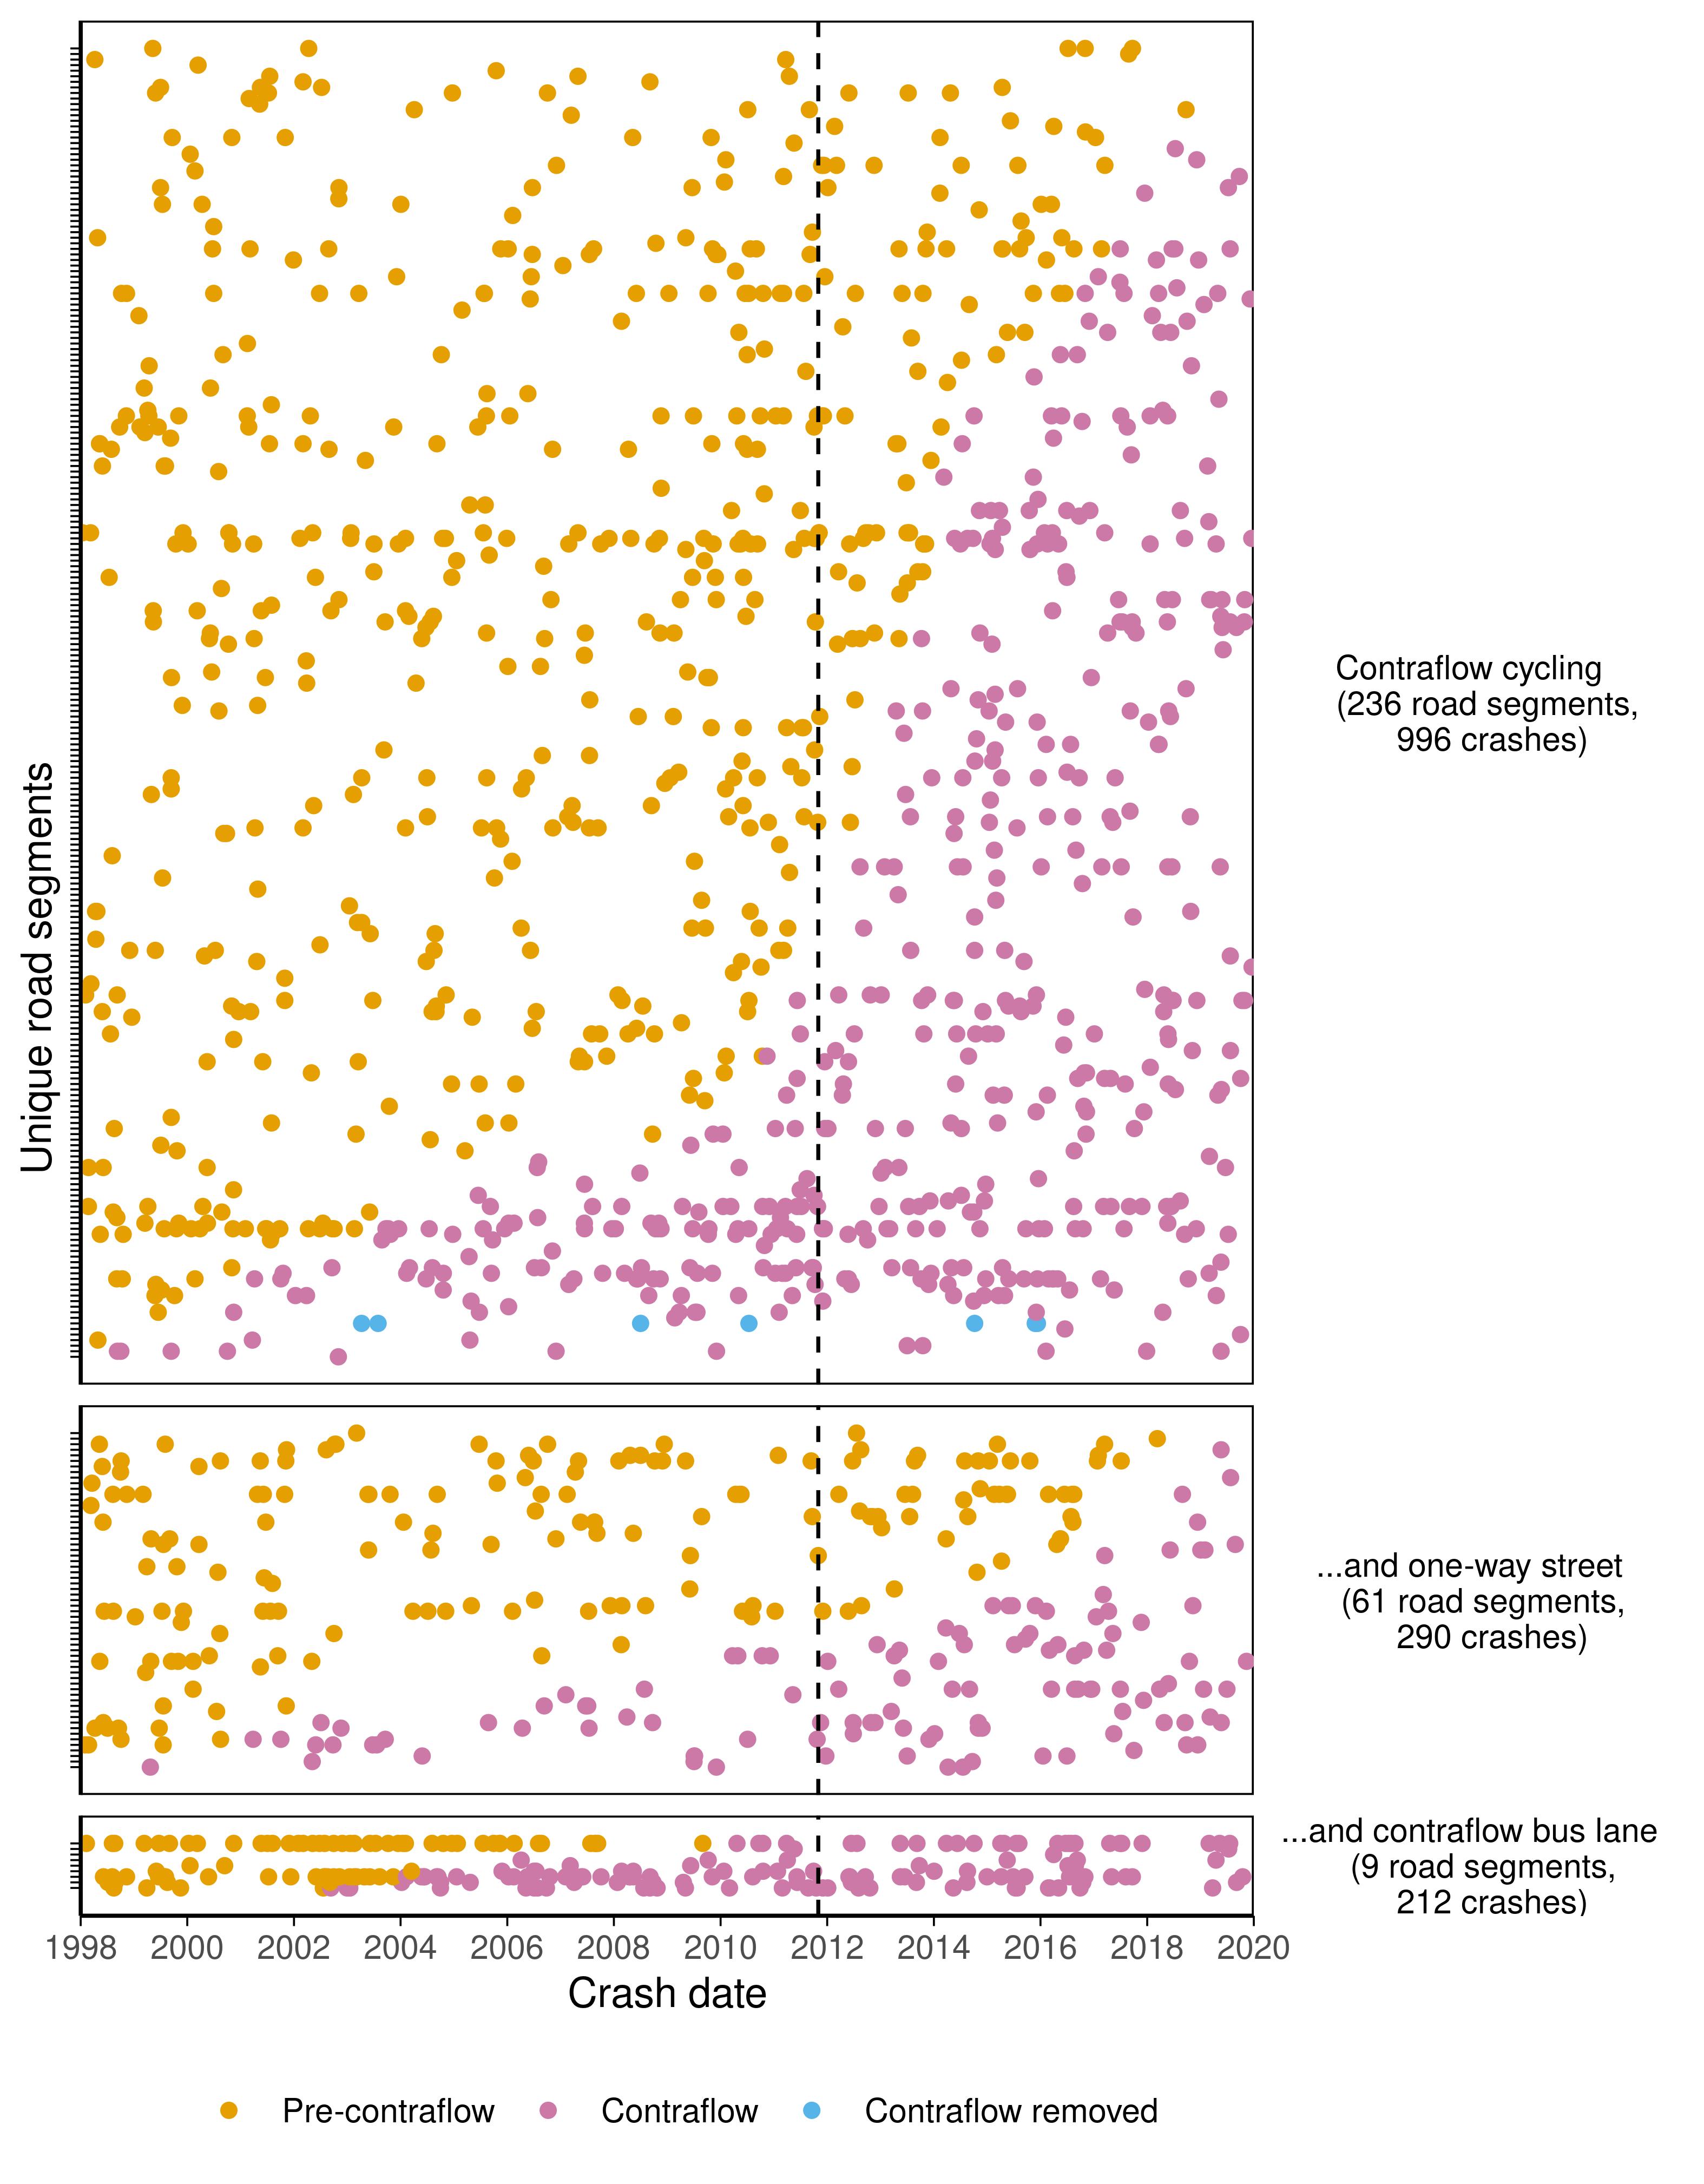 Unique road segments
Contraflow cycling
(236 road segments,
996 crashes)
...and one-way street
(61 road segments,
290 crashes)
...and contraflow bus lane
(9 road segments,
212 crashes)
1998 2000 2002 2004 2006 2008 2010 2012 2014 2016 2018 2020
Crash date
Pre-contraflow Contraflow Contraflow removed